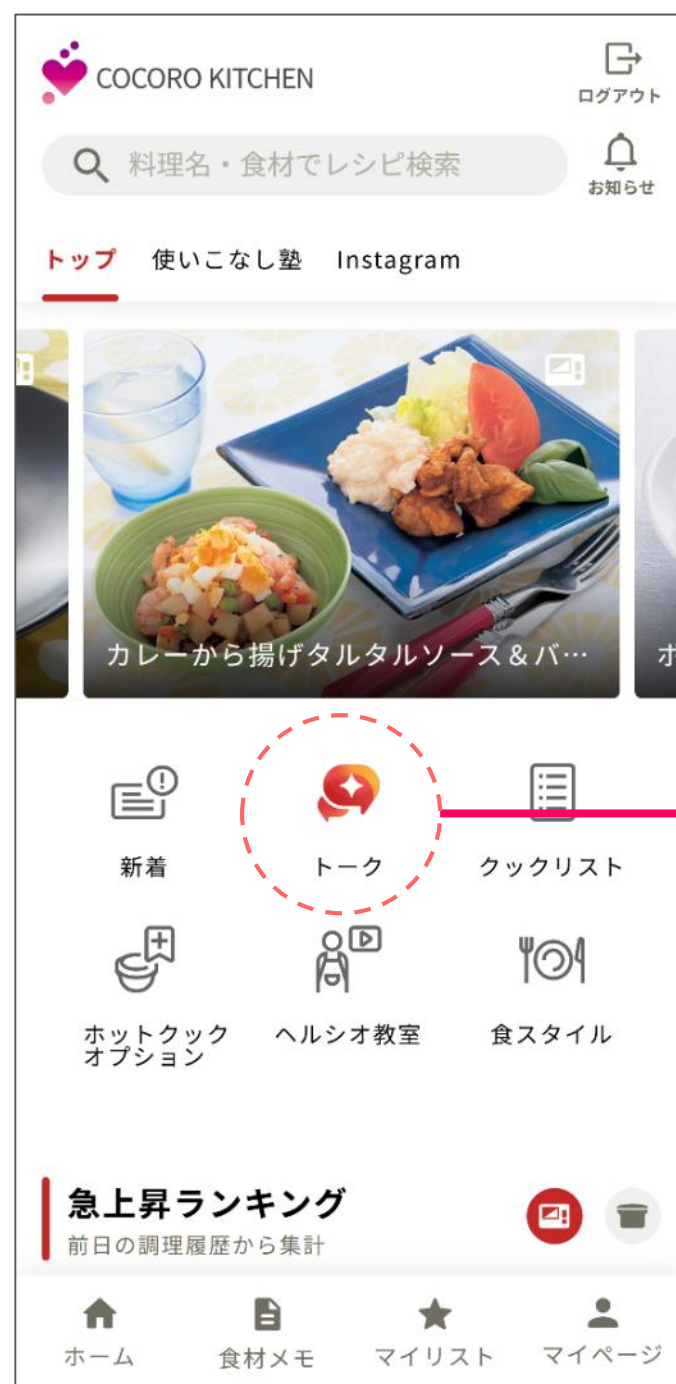 COCORO KITCHEN
ログアウト
料理名・食材でレシピ検索
お知らせ
トップ 使いこなし塾 Instagram
カレーから揚げタルタルソース＆バ…
ホ
新着 トーク クックリスト
ホットクック
オプション
ヘルシオ教室 食スタイル
急上昇ランキング
前日の調理履歴から集計
ホーム 食材メモ マイリスト マイページ